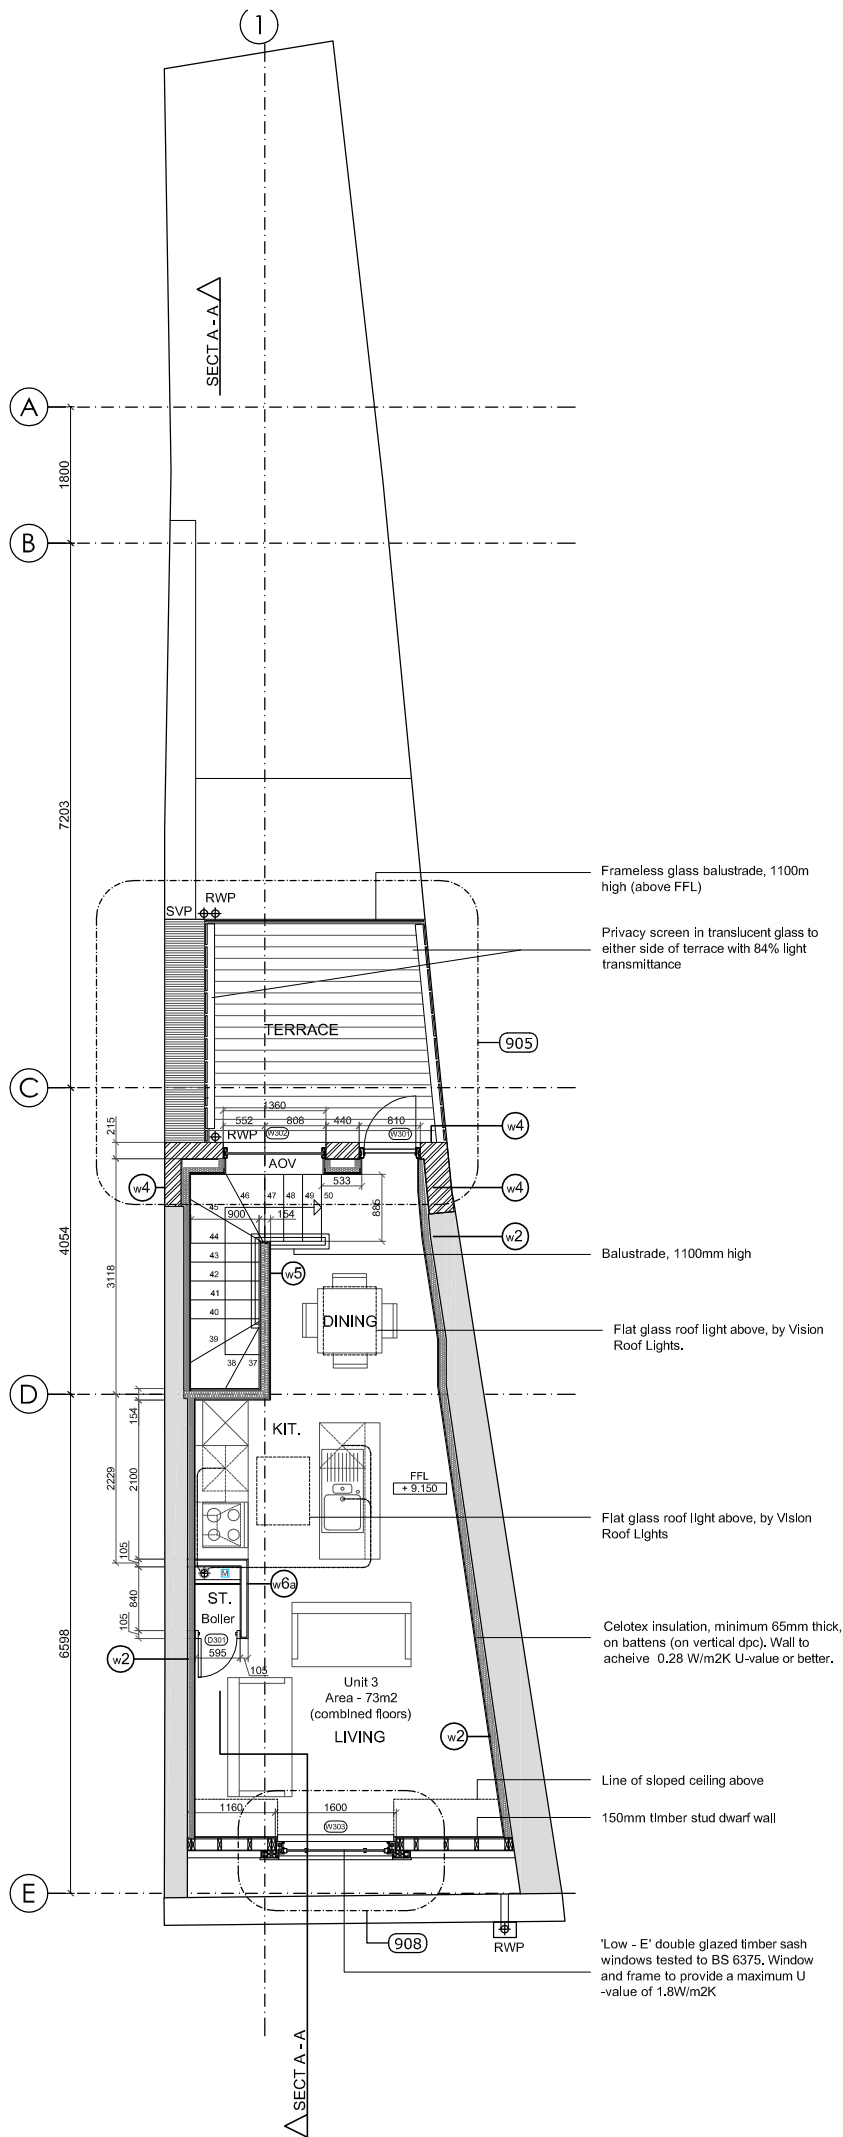 1
SECT A - A
A
1800
B
7203
Frameless glass balustrade, 1100m
high (above FFL)
RWP
SVP
Privacy screen in translucent glass to
either side of terrace with 84% light
transmittance
TERRACE
905
C
1360
552
808
440
810
215
RWP
W302
W301
w4
AOV
w4
w4
533
885
46
47
48
49
50
45
900
154
w2
44
4054
3118
Balustrade, 1100mm high
43
w5
42
41
40
DINING
Flat glass roof light above, by Vision
Roof Lights.
39
38
37
D
154
KIT.
2229
2100
FFL
+ 9.150
Flat glass roof light above, by Vision
Roof Lights
105
M
w6a
840
ST.
Boiler
105
D301
Celotex insulation, minimum 65mm thick,
on battens (on vertical dpc). Wall to
acheive 0.28 W/m2K U-value or better.
6598
w2
595
105
Unit 3
Area - 73m2
(combined floors)
LIVING
w2
Line of sloped ceiling above
1160
1600
150mm timber stud dwarf wall
W303
E
908
RWP
'Low - E' double glazed timber sash
windows tested to BS 6375. Window
and frame to provide a maximum U
-value of 1.8W/m2K
SECT A - A